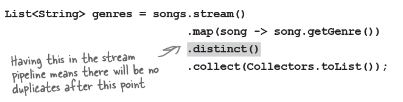 List<String> genres = songs.stream()
.map(song -> song.getGenre())
.distinct()
.collect(Collectors.toList());
Having this in the stream
pipeline means there will be no
duplicates after this point